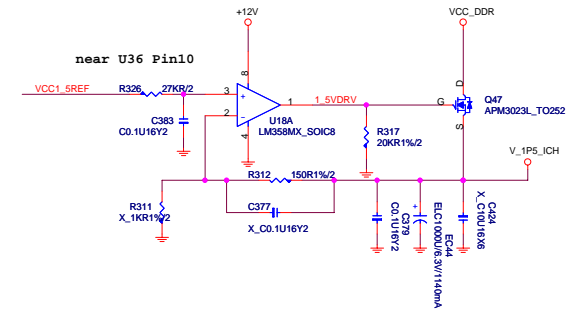 +12V
VCC_DDR
near U36 Pin10
VCC1_5REF
R326
27KR/2
8
3
+
1
1_5VDRV
D
G
Q47
APM3023L_TO252
C383
C0.1U16Y2
2
−
U18A
LM358MX_SOIC8
4
R317
20KR1%/2
S
V_1P5_ICH
R312
150R1%/2
R311
X_1KR1%/2
C377
X_C0.1U16Y2
C379
C0.1U16Y2
+
EC44
ELC1000U/6.3V/1140mA
C424
X_C10U16X6